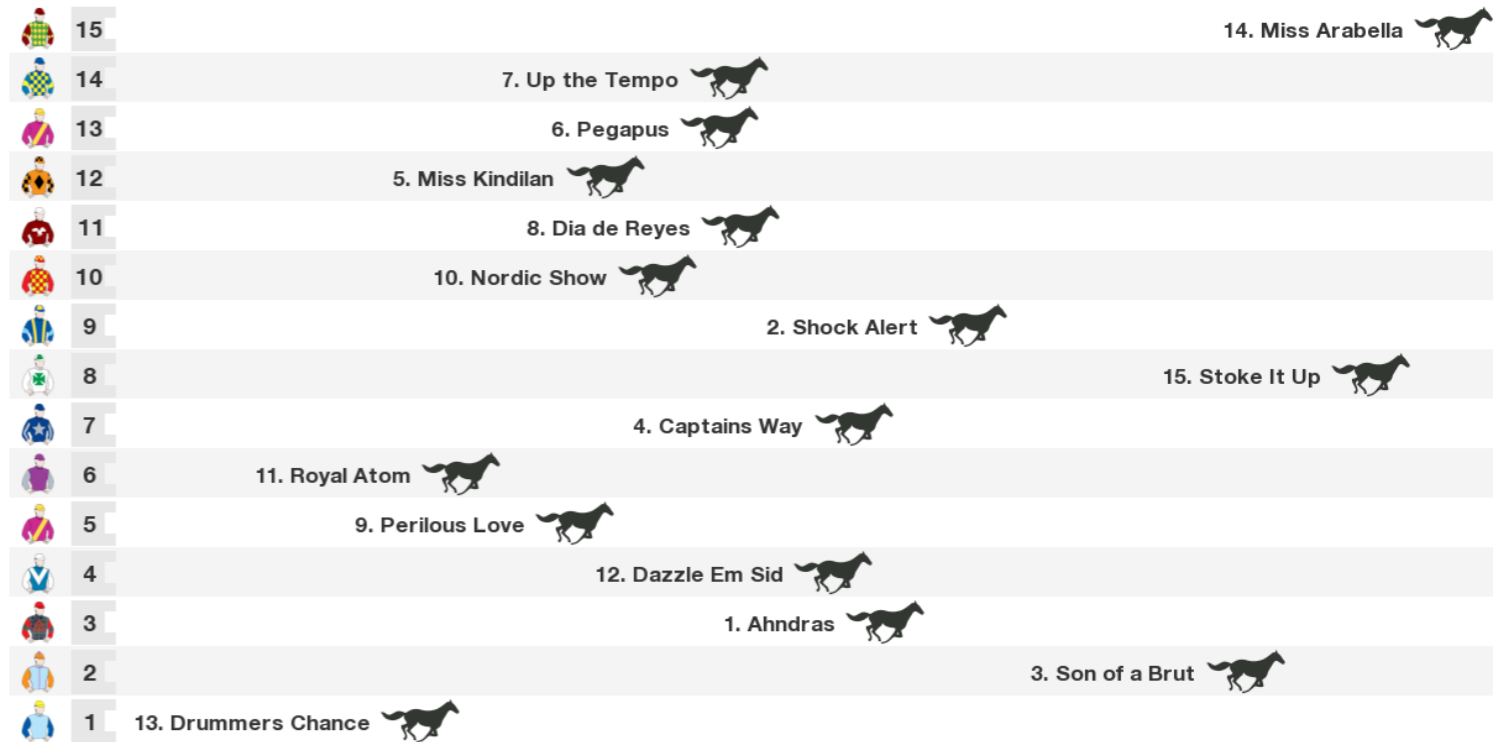 15 14. Miss Arabella
14 7. Up the Tempo
13 6. Pegapus
12 5. Miss Kindilan
11 8. Dia de Reyes
10 10. Nordic Show
9 2. Shock Alert
8 15. Stoke It Up
7 4. Captains Way
6 11. Royal Atom
5 9. Perilous Love
4 12. Dazzle Em Sid
3 1. Ahndras
2 3. Son of a Brut
1 13. Drummers Chance